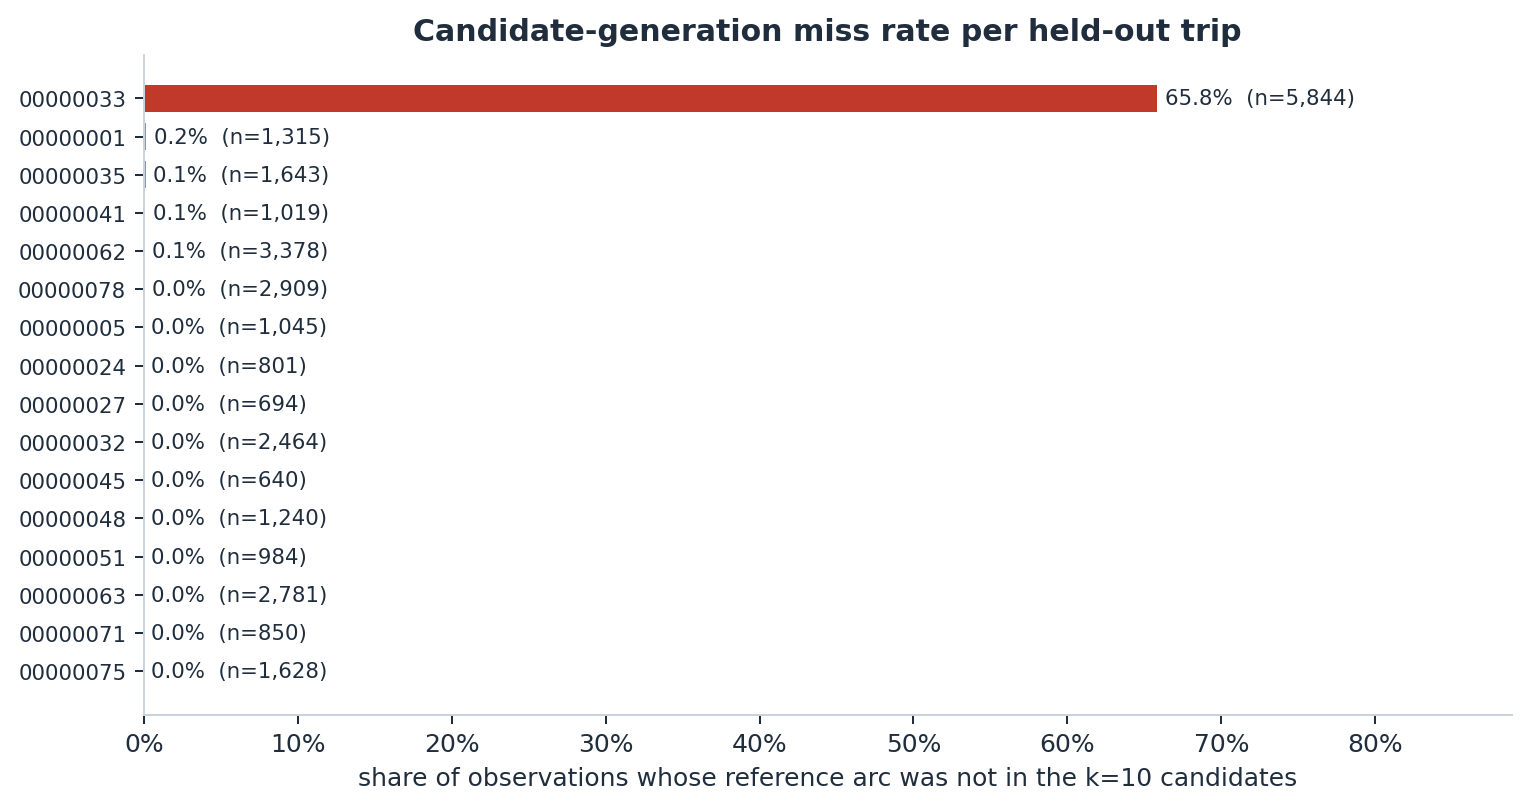 Candidate-generation miss rate per held-out trip
00000033 65.8% (n=5,844)
00000001 0.2% (n=1,315)
00000035 0.1% (n=1,643)
00000041 0.1% (n=1,019)
00000062 0.1% (n=3,378)
00000078 0.0% (n=2,909)
00000005 0.0% (n=1,045)
00000024 0.0% (n=801)
00000027 0.0% (n=694)
00000032 0.0% (n=2,464)
00000045 0.0% (n=640)
00000048 0.0% (n=1,240)
00000051 0.0% (n=984)
00000063 0.0% (n=2,781)
00000071 0.0% (n=850)
00000075 0.0% (n=1,628)
0% 10% 20% 30% 40% 50% 60% 70% 80%
share of observations whose reference arc was not in the k=10 candidates